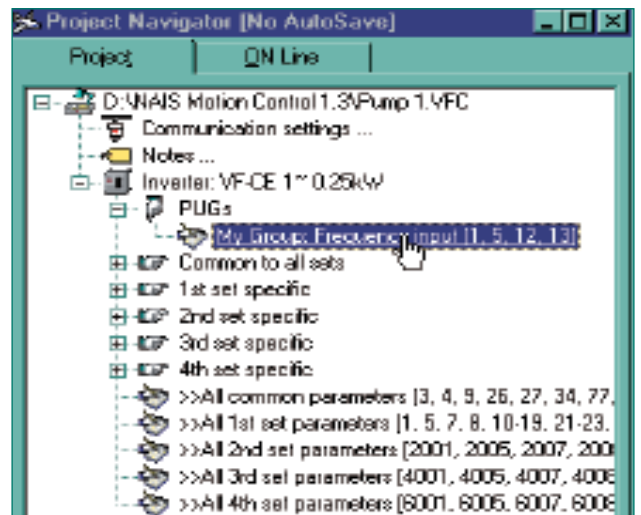 Project Navigator [No AutoSave]
Project ON Line
D:\NAIS Motion Control 1.3\Pump 1.VFC
Communication settings ...
Notes ...
Inverter: VF-CE 1~ 0.25kW
PUGs
My Group: Frequency input [1, 5, 12, 13]
Common to all sets
1st set specific
2nd set specific
3rd set specific
4th set specific
>>All common parameters [3, 4, 9, 26, 27, 34, 77,
>>All 1st set parameters [1, 5, 7, 8, 10-19, 21-23,
>>All 2nd set parameters [2001, 2005, 2007, 2008
>>All 3rd set parameters [4001, 4005, 4007, 4008
>>All 4th set parameters [6001, 6005, 6007, 6008